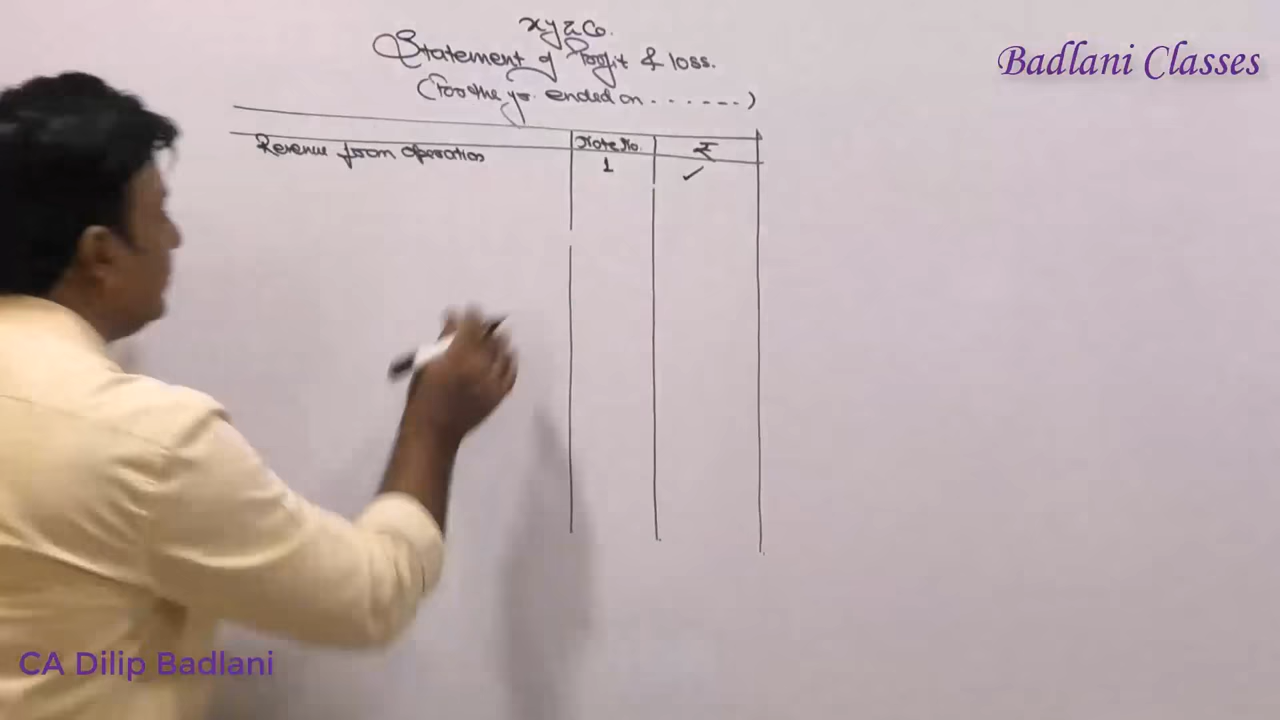 xyz Co.
Badlani Classes
Statement of Profit & loss.
(For the yr. ended on .......)
Note No. ₹
Revenue from operation 1 ✓
CA Dilip Badlani